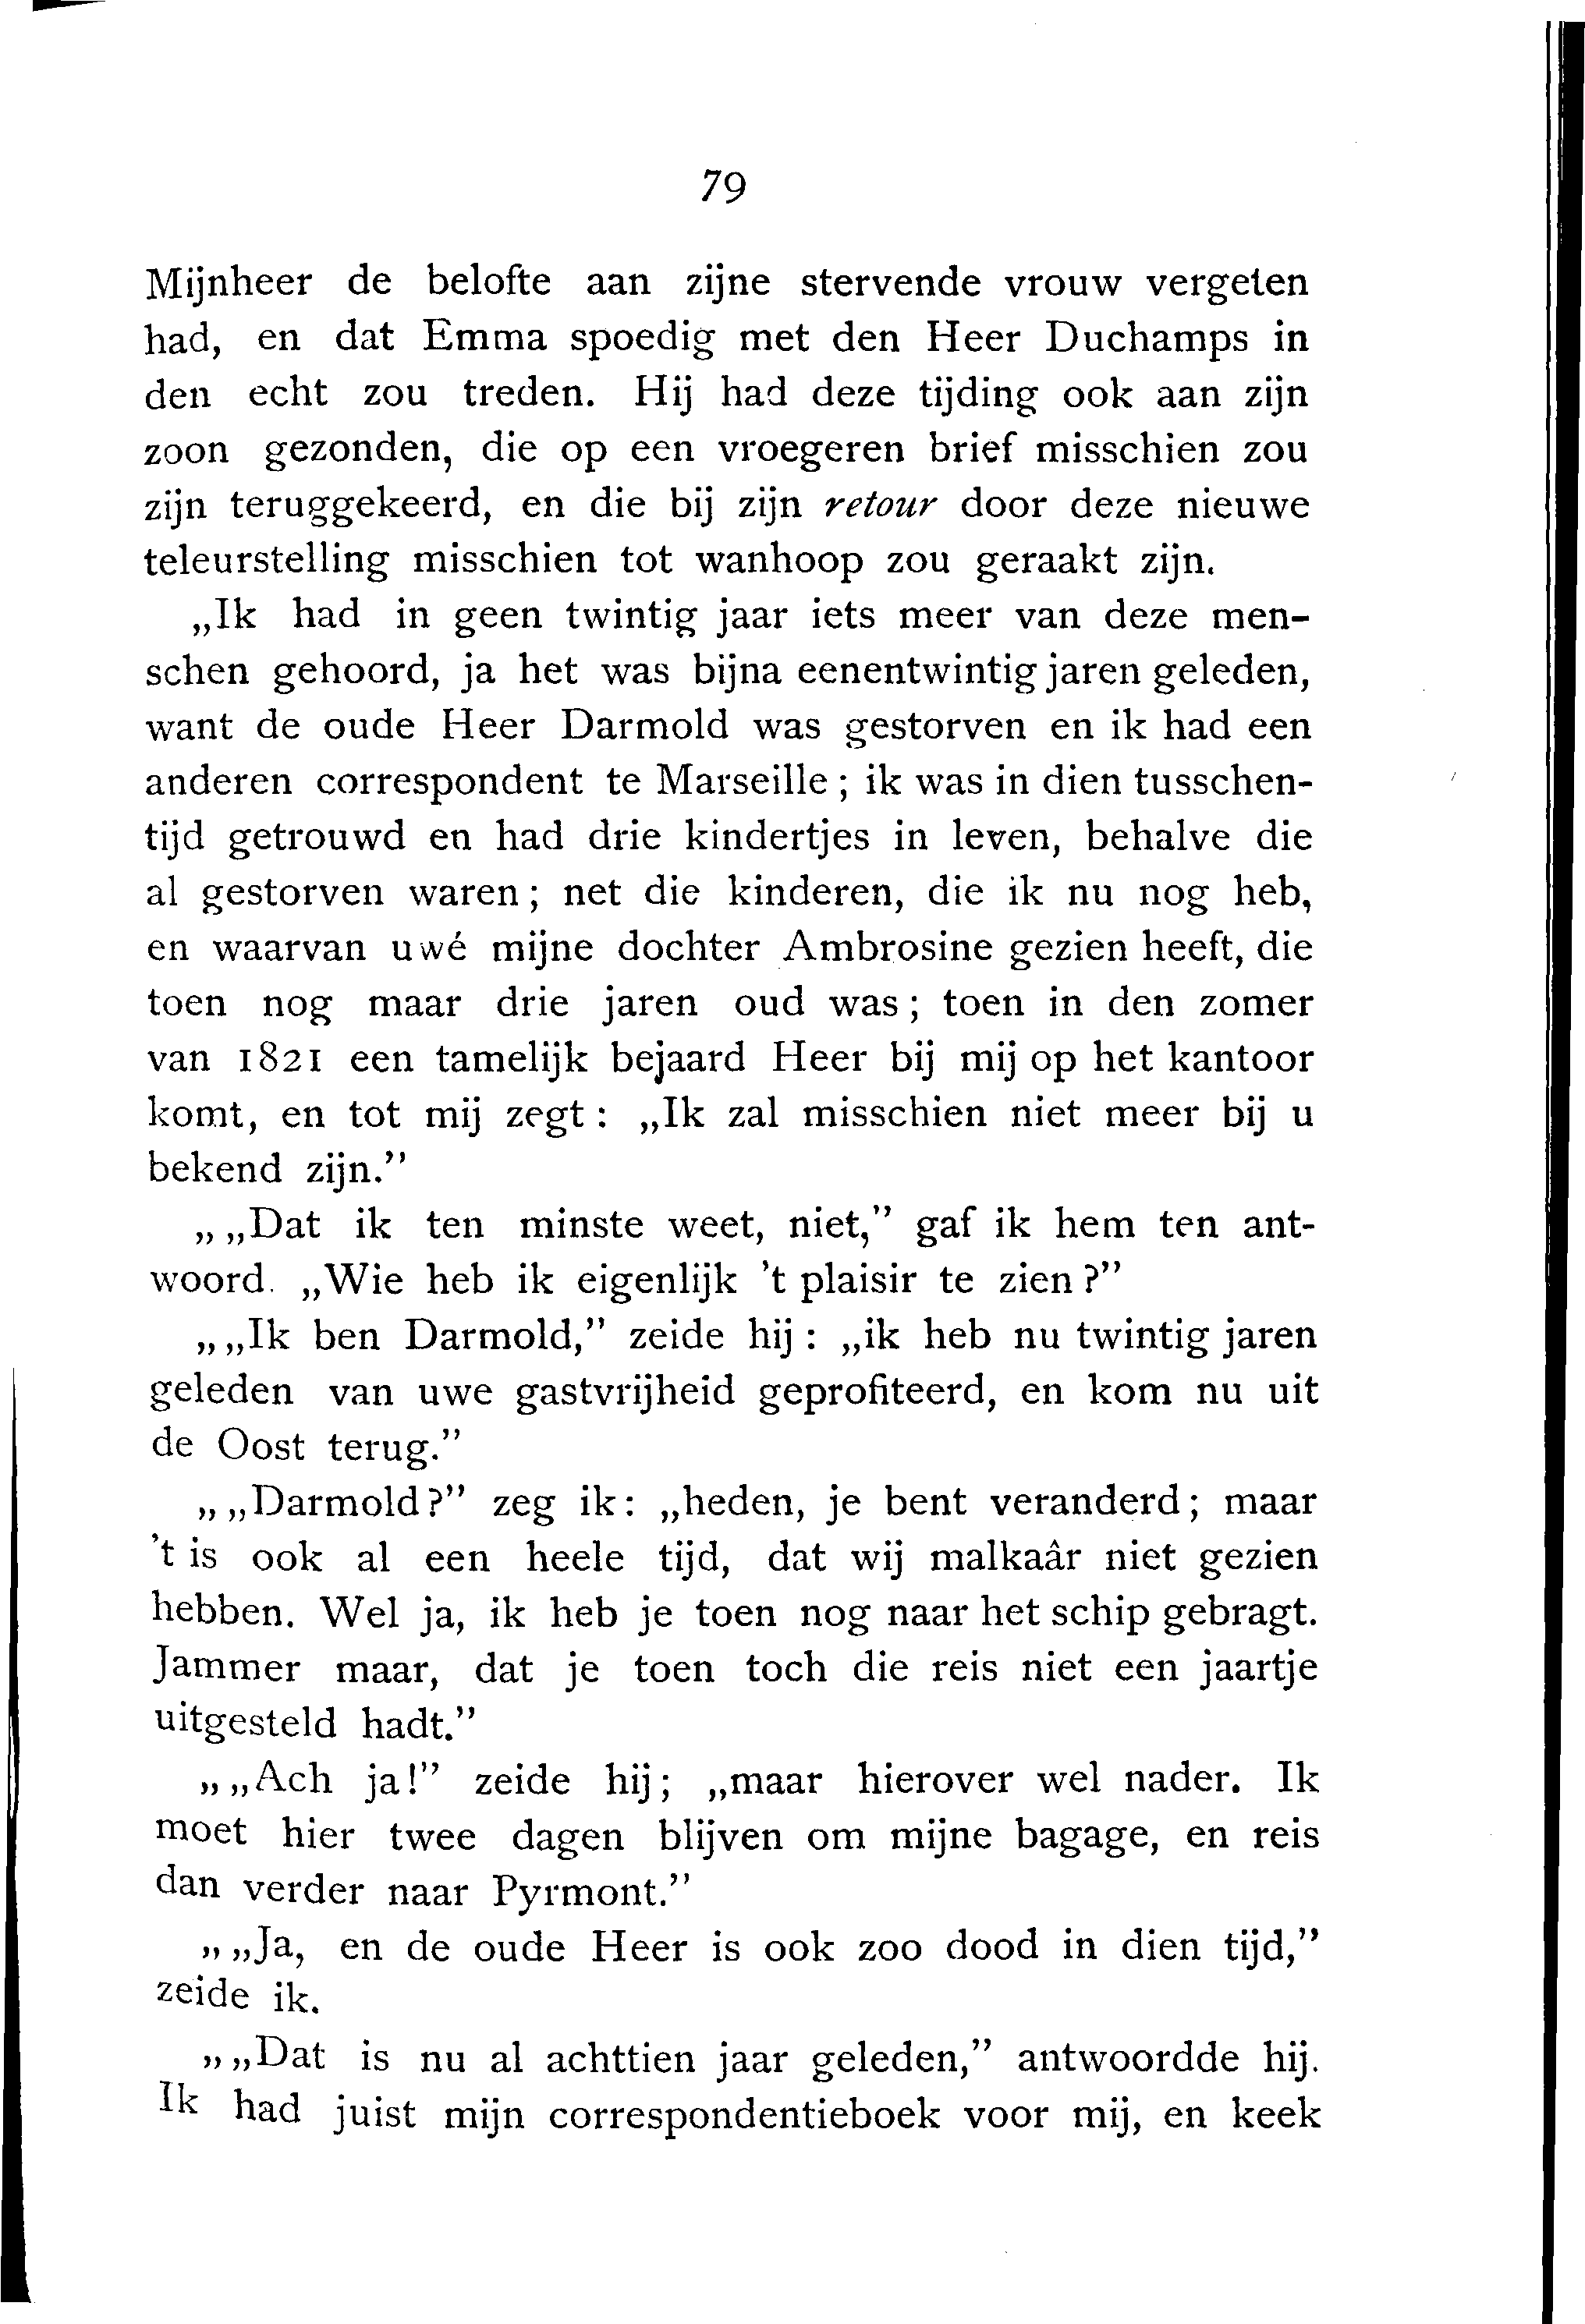 79
Mijnheer de belofte aan zijne stervende vrouw vergeten
had, en dat Emma spoedig met den Heer Duchamps in
den echt zou treden. Hij had deze tijding ook aan zijn
zoon gezonden, die op een vroegeren brief misschien zou
zijn teruggekeerd, en die bij zijn retour door deze nieuwe
teleurstelling misschien tot wanhoop zou geraakt zijn.
„Ik had in geen twintig jaar iets meer van deze men-
schen gehoord, ja het was bijna eenentwintig jaren geleden,
want de oude Heer Darmold was gestorven en ik had een
anderen correspondent te Marseille; ik was in dien tusschen-
tijd getrouwd en had drie kindertjes in leven, behalve die
al gestorven waren; net die kinderen, die ik nu nog heb,
en waarvan uwé mijne dochter Ambrosine gezien heeft, die
toen nog maar drie jaren oud was; toen in den zomer
van 1821 een tamelijk bejaard Heer bij mij op het kantoor
komt, en tot mij zegt: „Ik zal misschien niet meer bij u
bekend zijn.”
„„Dat ik ten minste weet, niet,” gaf ik hem ten ant-
woord. „Wie heb ik eigenlijk 't plaisir te zien?”
„„Ik ben Darmold,” zeide hij: „ik heb nu twintig jaren
geleden van uwe gastvrijheid geprofiteerd, en kom nu uit
de Oost terug.”
„„Darmold?” zeg ik: „heden, je bent veranderd; maar
't is ook al een heele tijd, dat wij malkaâr niet gezien
hebben. Wel ja, ik heb je toen nog naar het schip gebragt.
Jammer maar, dat je toen toch die reis niet een jaartje
uitgesteld hadt.”
„„Ach ja!” zeide hij; „maar hierover wel nader. Ik
moet hier twee dagen blijven om mijne bagage, en reis
dan verder naar Pyrmont.”
„„Ja, en de oude Heer is ook zoo dood in dien tijd,”
zeide ik.
„„Dat is nu al achttien jaar geleden,” antwoordde hij.
Ik had juist mijn correspondentieboek voor mij, en keek